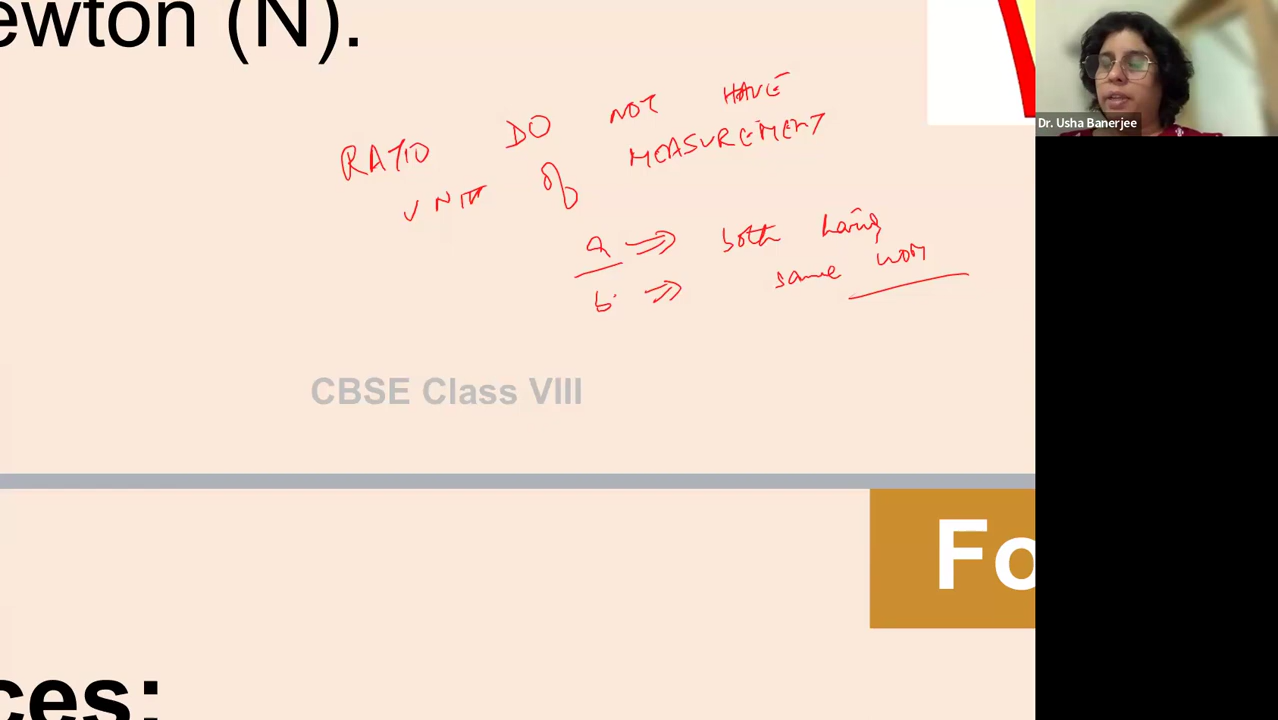 ewton (N).
RATIO DO NOT HAVE
UNIT of MEASUREMENT
a ⇒ both having
b ⇒ same
CBSE Class VIII
Fo
ces:
Dr. Usha Banerjee